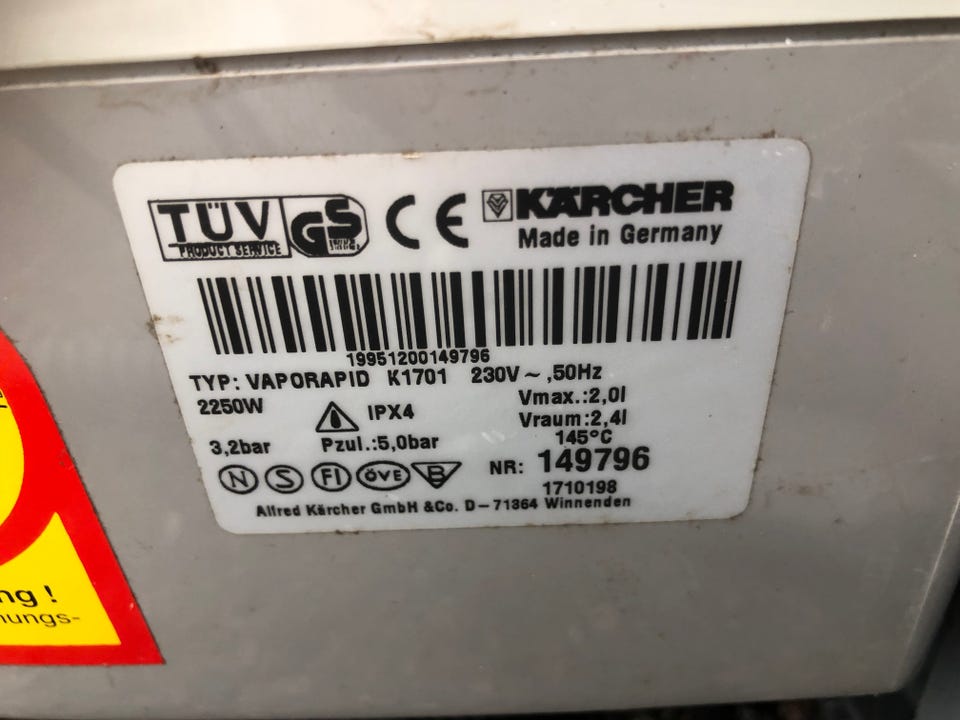 TÜV
PRODUCT SERVICE
GS
CE
KÄRCHER
Made in Germany
19951200149796
TYP: VAPORAPID K1701 230V~,50Hz
2250W
IPX4
Vmax.:2,0l
Vraum:2,4l
3,2bar
Pzul.:5,0bar
145°C
N S FI ÖVE B
NR: 149796
1710198
Alfred Kärcher GmbH &Co. D-71364 Winnenden
ng !
nungs-